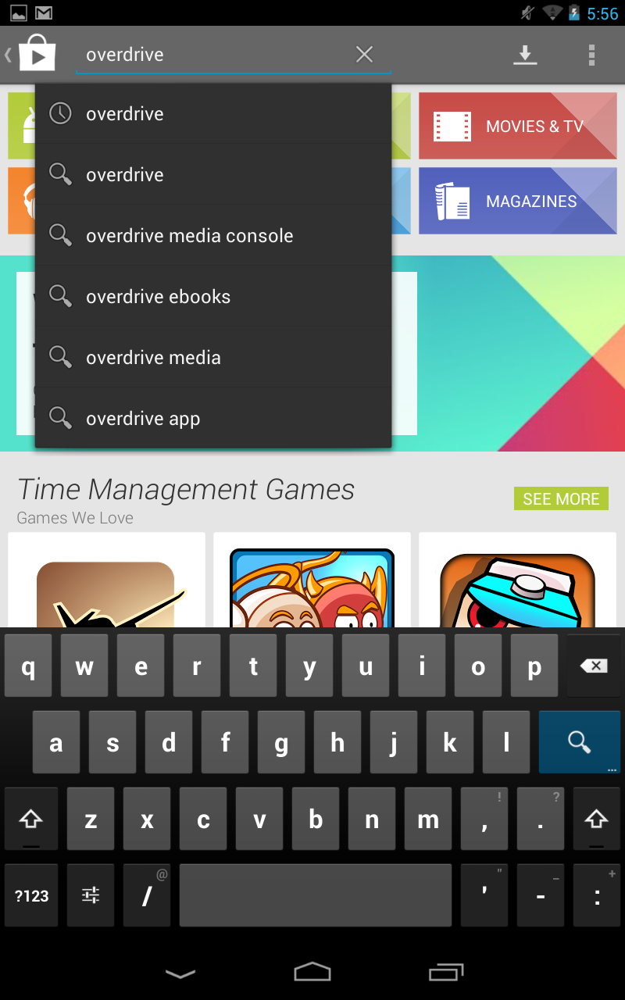 5:56
overdrive
overdrive
overdrive
overdrive media console
overdrive ebooks
overdrive media
overdrive app
MOVIES & TV
MAGAZINES
Time Management Games
Games We Love
SEE MORE
q w e r t y u i o p
a s d f g h j k l
! ?
z x c v b n m , .
@ " _ +
?123 / ' - :